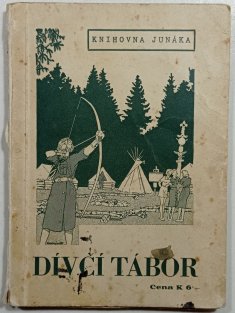 KNIHOVNA JUNÁKA
DÍVČÍ TÁBOR
Cena K 6